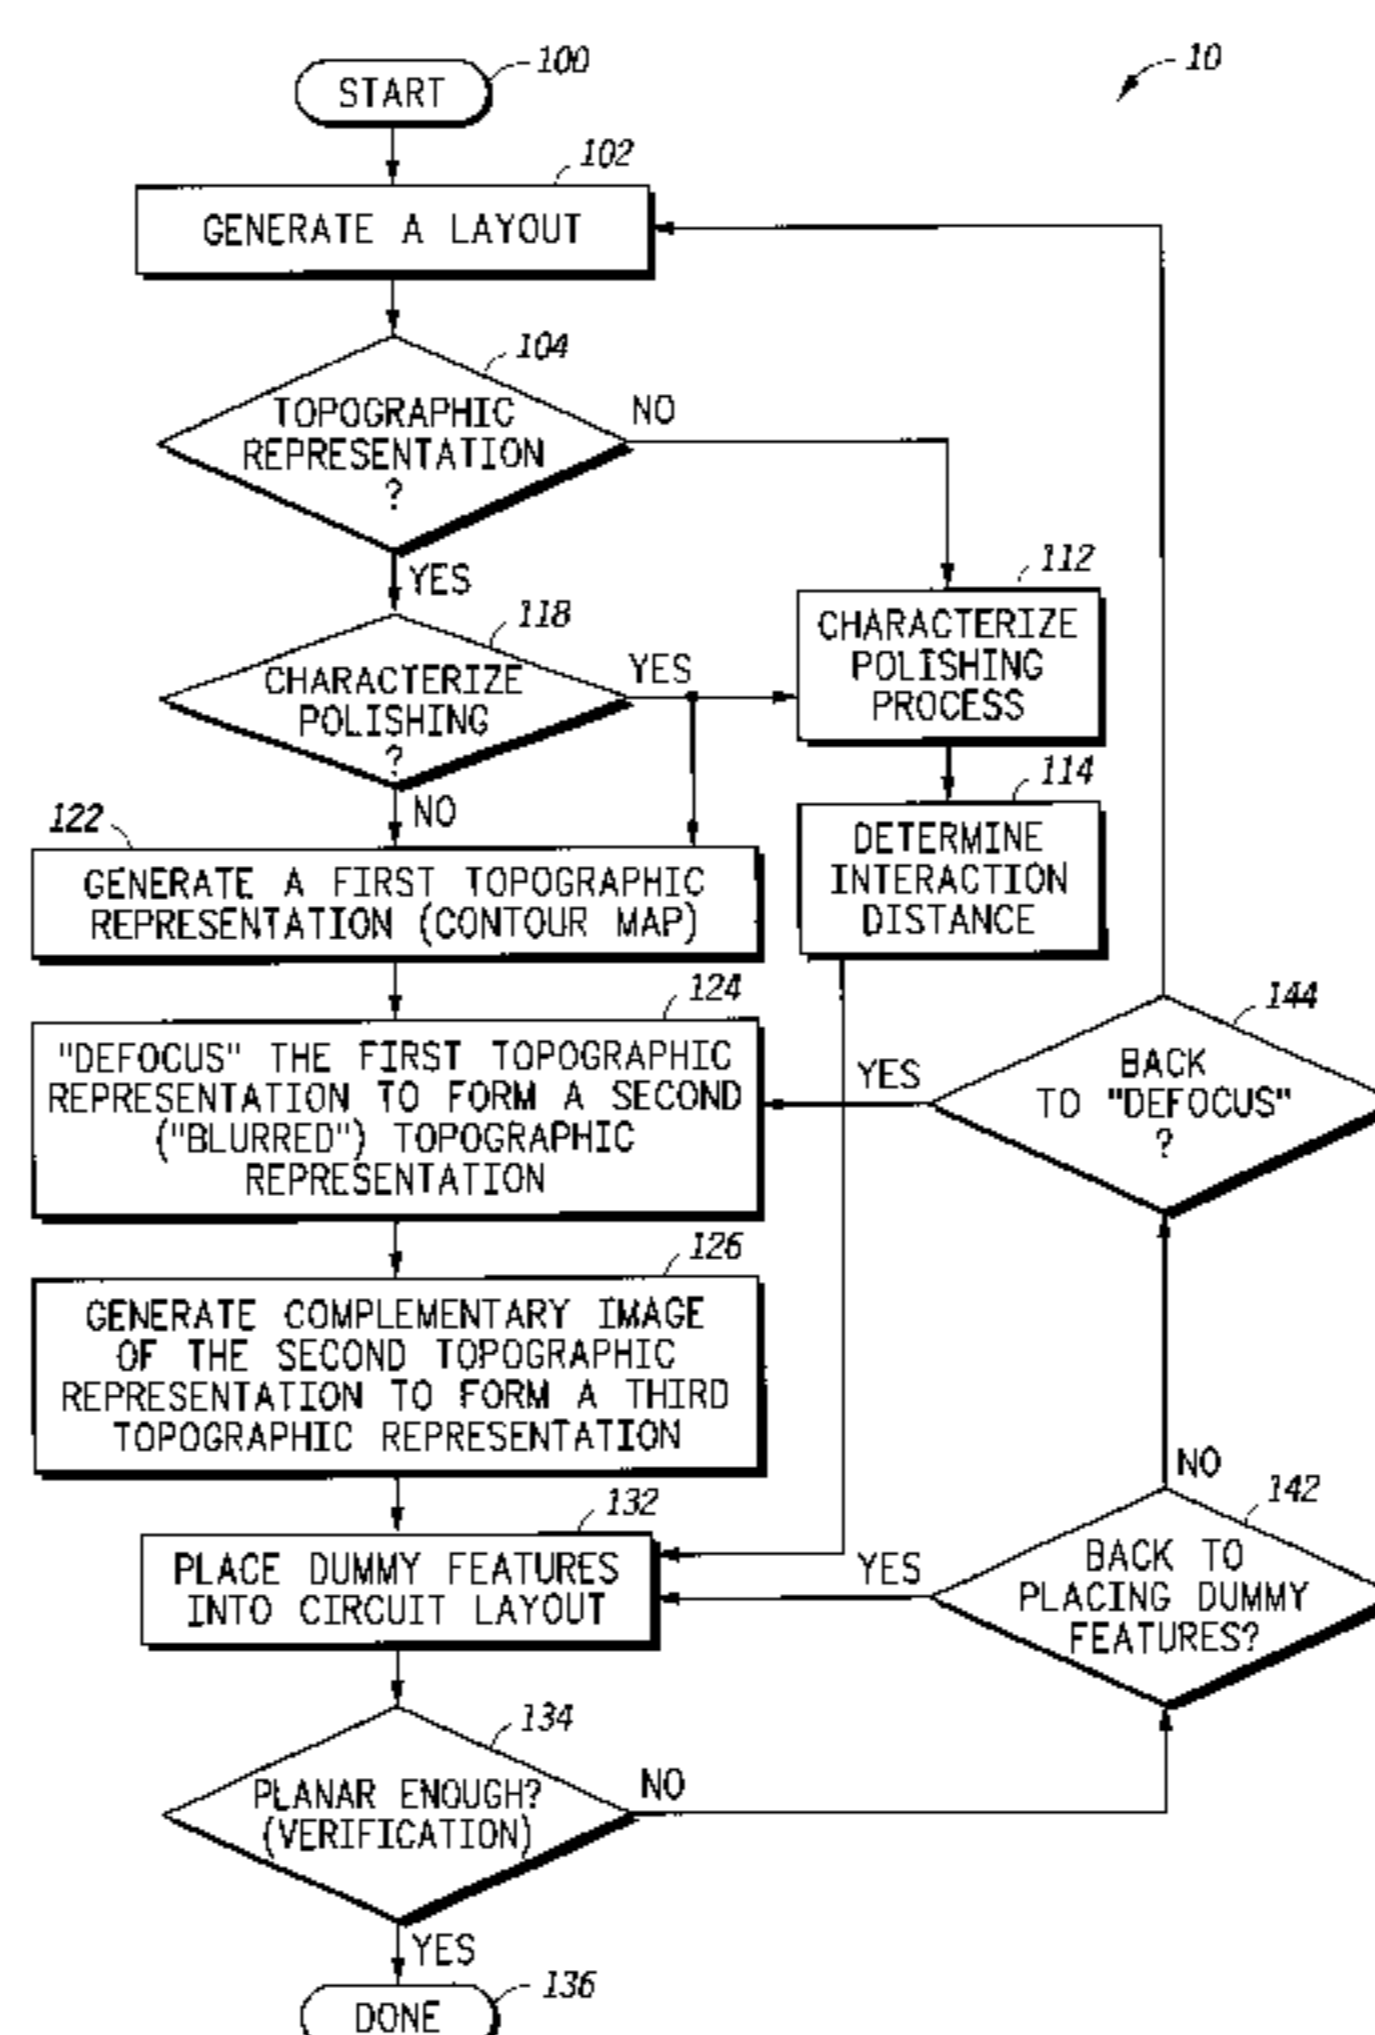 100
10
START
102
GENERATE A LAYOUT
104
TOPOGRAPHIC
REPRESENTATION
?
NO
YES
112
CHARACTERIZE
POLISHING
PROCESS
118
CHARACTERIZE
POLISHING
?
YES
NO
114
DETERMINE
INTERACTION
DISTANCE
122
GENERATE A FIRST TOPOGRAPHIC
REPRESENTATION (CONTOUR MAP)
124
"DEFOCUS" THE FIRST TOPOGRAPHIC
REPRESENTATION TO FORM A SECOND
("BLURRED") TOPOGRAPHIC
REPRESENTATION
144
YES
BACK
TO "DEFOCUS"
?
126
GENERATE COMPLEMENTARY IMAGE
OF THE SECOND TOPOGRAPHIC
REPRESENTATION TO FORM A THIRD
TOPOGRAPHIC REPRESENTATION
NO
132
PLACE DUMMY FEATURES
INTO CIRCUIT LAYOUT
142
YES
BACK TO
PLACING DUMMY
FEATURES?
134
PLANAR ENOUGH?
(VERIFICATION)
NO
YES
136
DONE